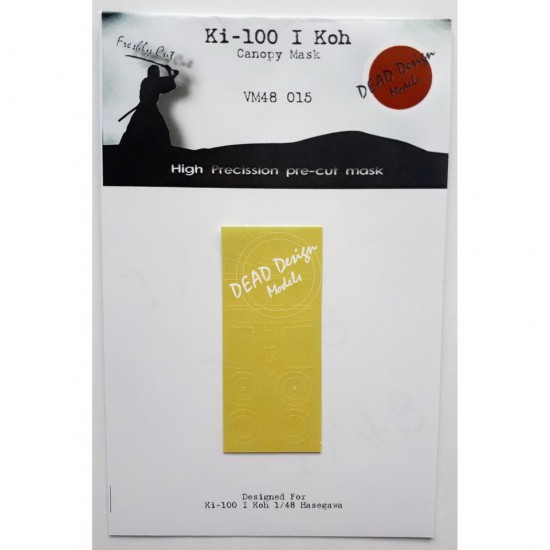 Ki-100 I Koh
Canopy Mask
VM48 015
Freshly Cut
DEAD Design
Models
High Precission pre-cut mask
DEAD Design
Models
Designed For
Ki-100 I Koh 1/48 Hasegawa